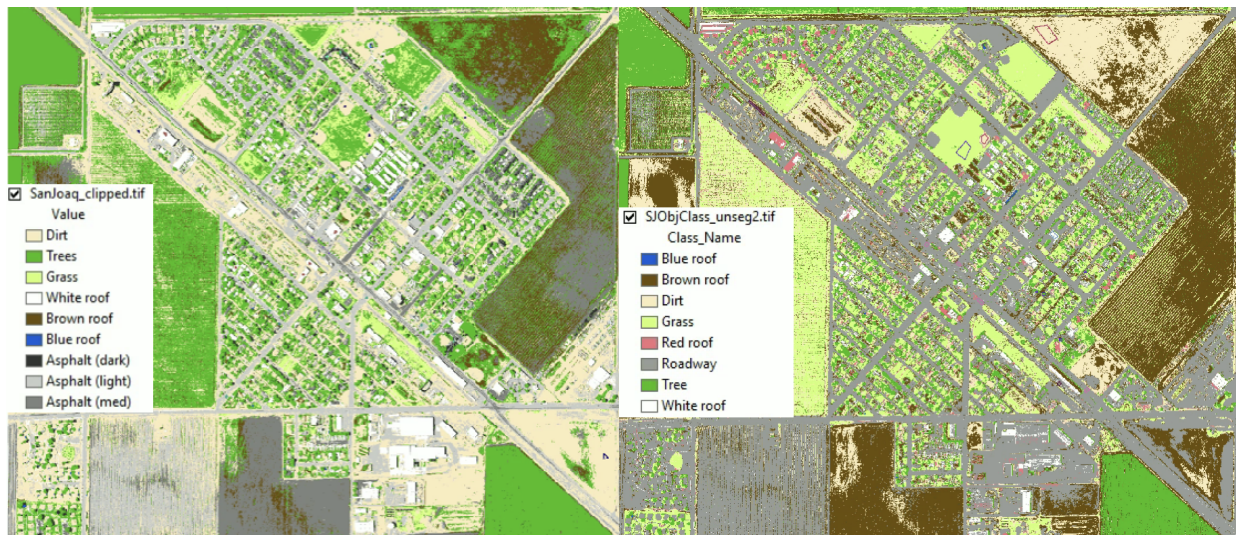 SanJoaq_clipped.tif
Value
Dirt
Trees
Grass
White roof
Brown roof
Blue roof
Asphalt (dark)
Asphalt (light)
Asphalt (med)
SJObjClass_unseg2.tif
Class_Name
Blue roof
Brown roof
Dirt
Grass
Red roof
Roadway
Tree
White roof